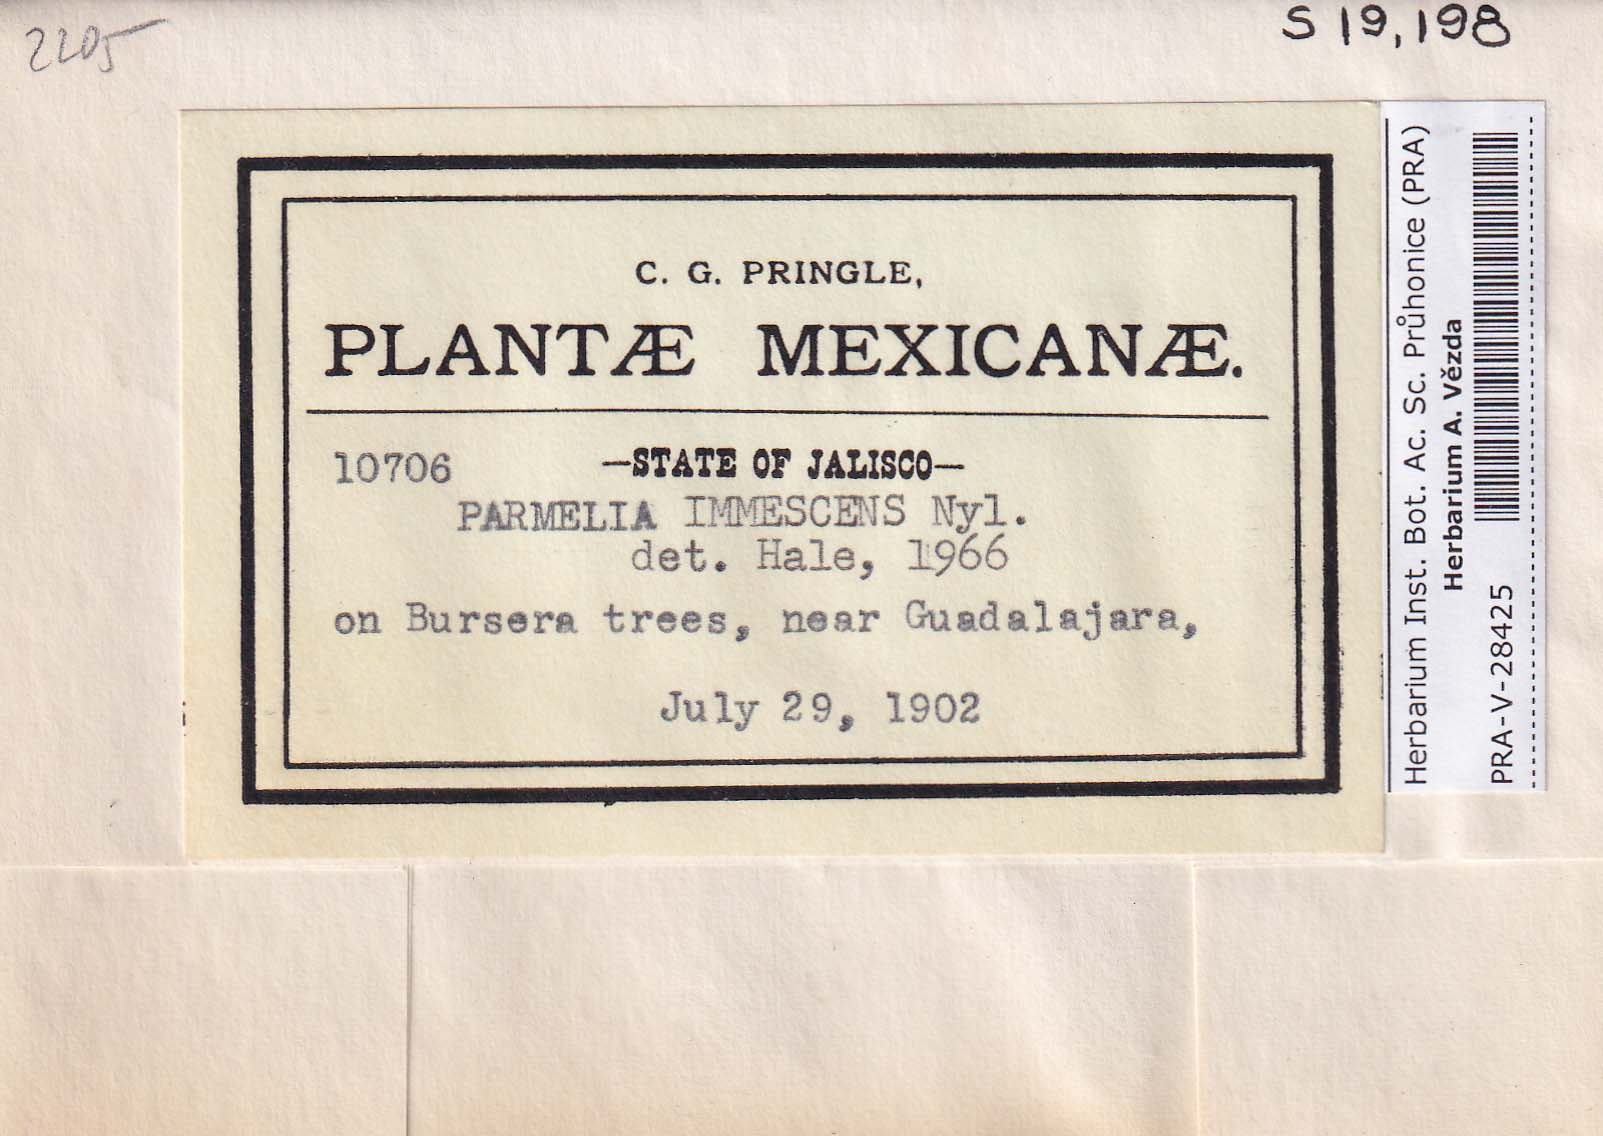 2205
S 19,198
C. G. PRINGLE,
PLANTÆ MEXICANÆ.
10706 —STATE OF JALISCO—
PARMELIA IMMESCENS Nyl.
det. Hale, 1966
on Bursera trees, near Guadalajara,
July 29, 1902
Herbarium Inst. Bot. Ac. Sc. Průhonice (PRA)
Herbarium A. Vězda
PRA-V-28425